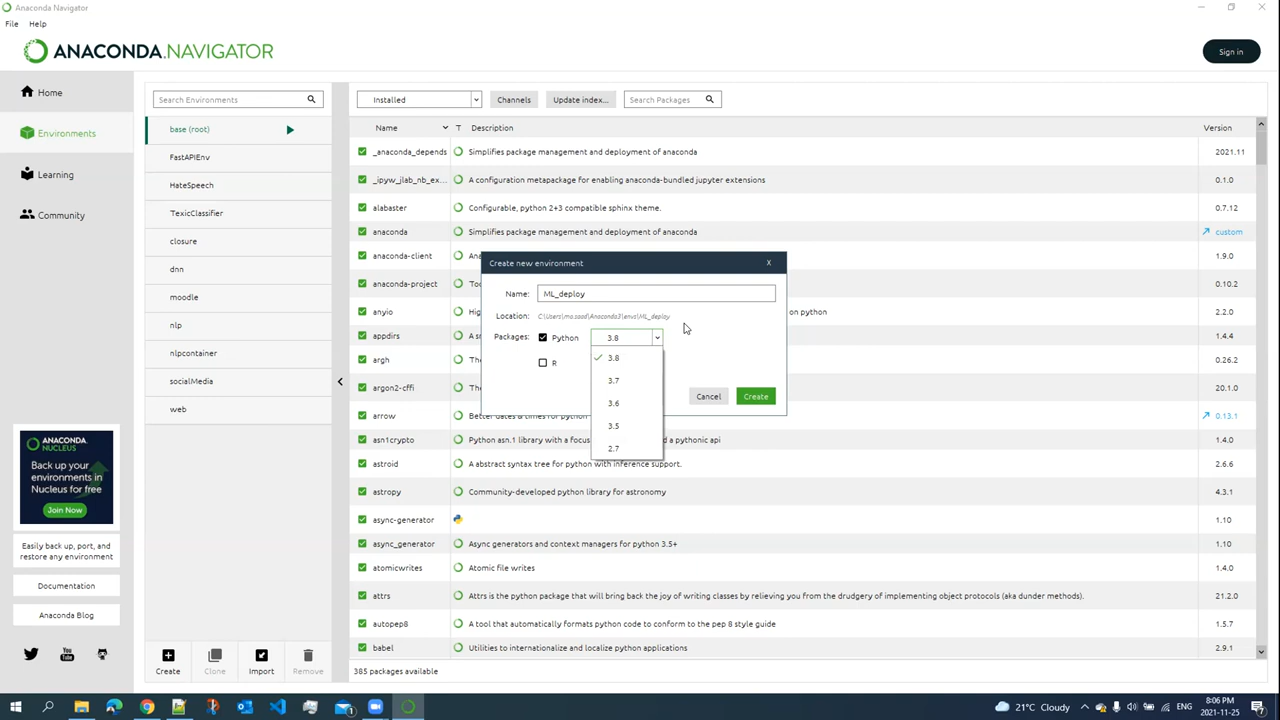 Anaconda Navigator
File Help
ANACONDA.NAVIGATOR
Sign in
Home
Environments
Learning
Community
ANACONDA.
NUCLEUS
Back up your
environments in
Nucleus for free
Join Now
Easily back up, port, and
restore any environment
Documentation
Anaconda Blog
Search Environments
base (root)
FastAPIEnv
HateSpeech
TexicClassifier
closure
dnn
moodle
nlp
nlpcontainer
socialMedia
web
Create
Clone
Import
Remove
Installed
Channels
Update index...
Search Packages
Name T Description Version
_anaconda_depends Simplifies package management and deployment of anaconda 2021.11
_ipyw_jlab_nb_ex... A configuration metapackage for enabling anaconda-bundled jupyter extensions 0.1.0
alabaster Configurable, python 2+3 compatible sphinx theme. 0.7.12
anaconda Simplifies package management and deployment of anaconda custom
anaconda-client 1.9.0
anaconda-project 0.10.2
anyio on python 2.2.0
appdirs 1.4.4
argh 0.26.2
argon2-cffi 20.1.0
arrow Better dates & times for python 0.13.1
asn1crypto Python asn.1 library with a focus nd a pythonic api 1.4.0
astroid A abstract syntax tree for python with inference support. 2.6.6
astropy Community-developed python library for astronomy 4.3.1
async-generator 1.10
async_generator Async generators and context managers for python 3.5+ 1.10
atomicwrites Atomic file writes 1.4.0
attrs Attrs is the python package that will bring back the joy of writing classes by relieving you from the drudgery of implementing object protocols (aka dunder methods). 21.2.0
autopep8 A tool that automatically formats python code to conform to the pep 8 style guide 1.5.7
babel Utilities to internationalize and localize python applications 2.9.1
385 packages available
Create new environment X
Name: ML_deploy
Location: C:\Users\mo.saad\Anaconda3\envs\ML_deploy
Packages: Python 3.8
R
3.8
3.7
3.6
3.5
2.7
Cancel
Create
21°C Cloudy
ENG
8:06 PM
2021-11-25